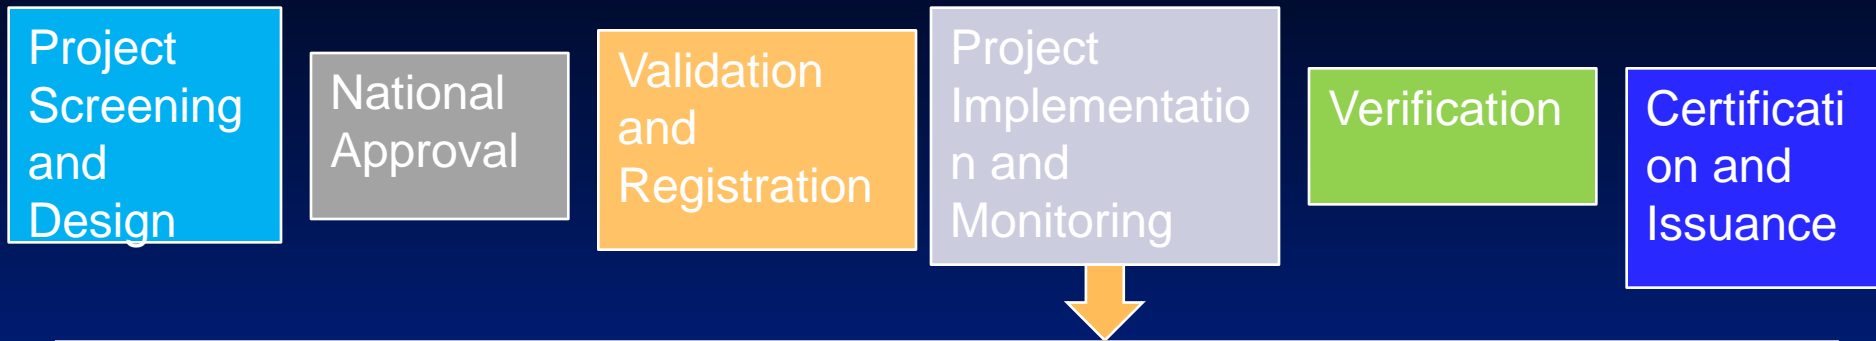 Project
Screening
and
Design
National
Approval
Validation
and
Registration
Project
Implementatio
n and
Monitoring
Verification
Certificati
on and
Issuance